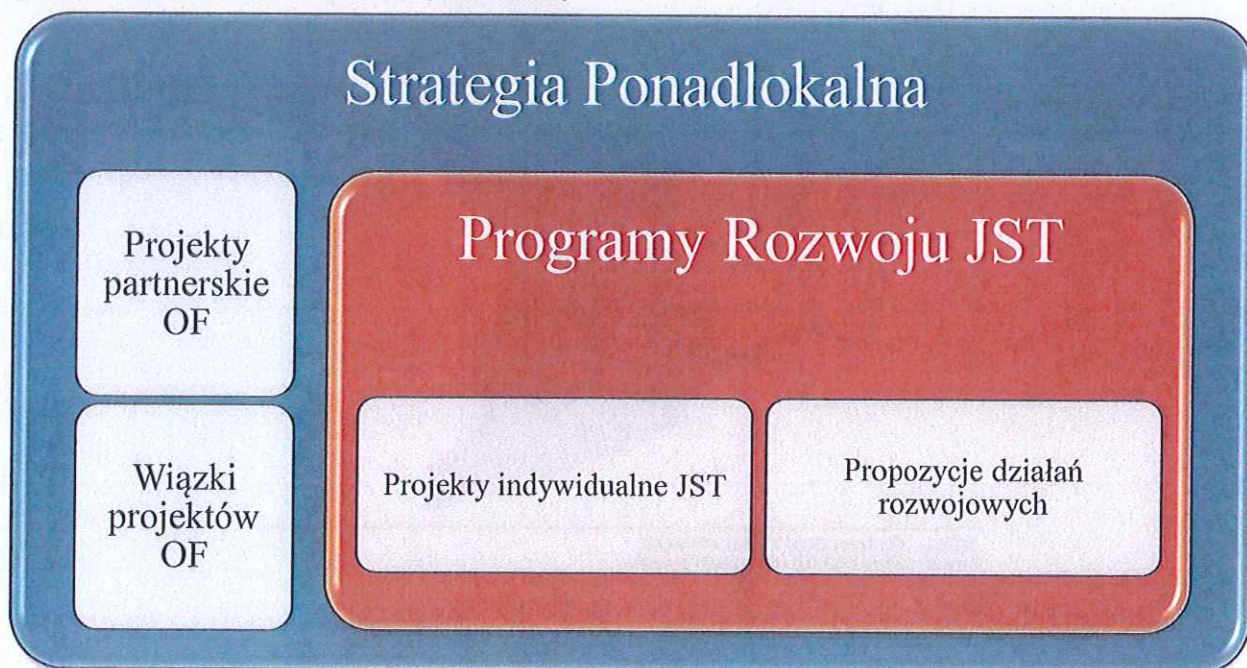 Strategia Ponadlokalna
Projekty
partnerskie
OF
Wiązki
projektów
OF
Programy Rozwoju JST
Projekty indywidualne JST
Propozycje działań
rozwojowych